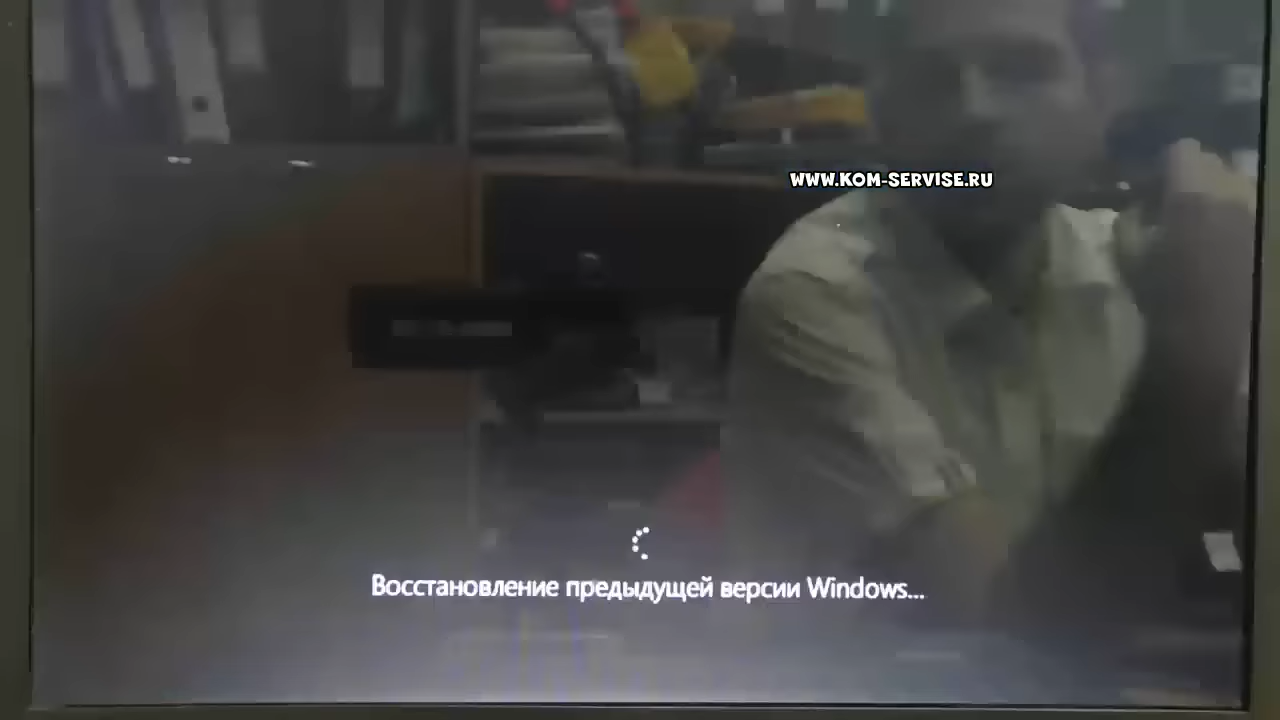 WWW.KOM-SERVISE.RU
Восстановление предыдущей версии Windows...